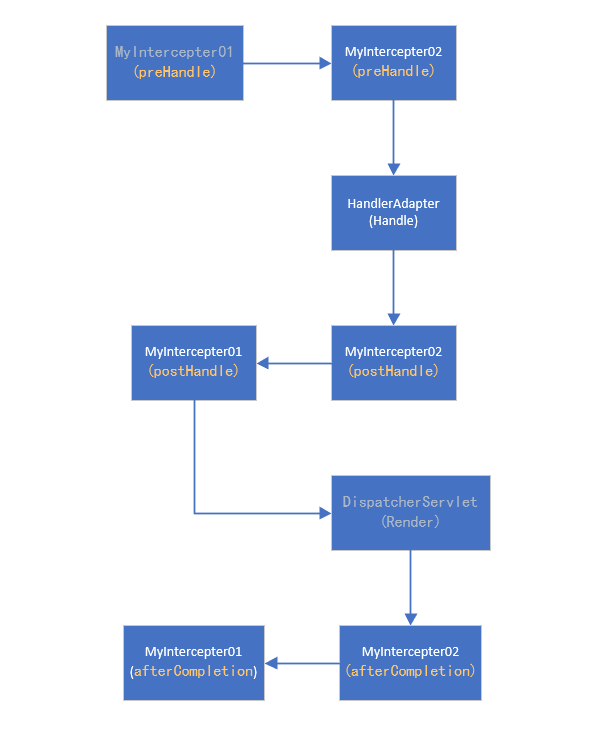 MyIntercepter01
(preHandle)
MyIntercepter02
(preHandle)
HandlerAdapter
(Handle)
MyIntercepter01
(postHandle)
MyIntercepter02
(postHandle)
DispatcherServlet
(Render)
MyIntercepter01
(afterCompletion)
MyIntercepter02
(afterCompletion)